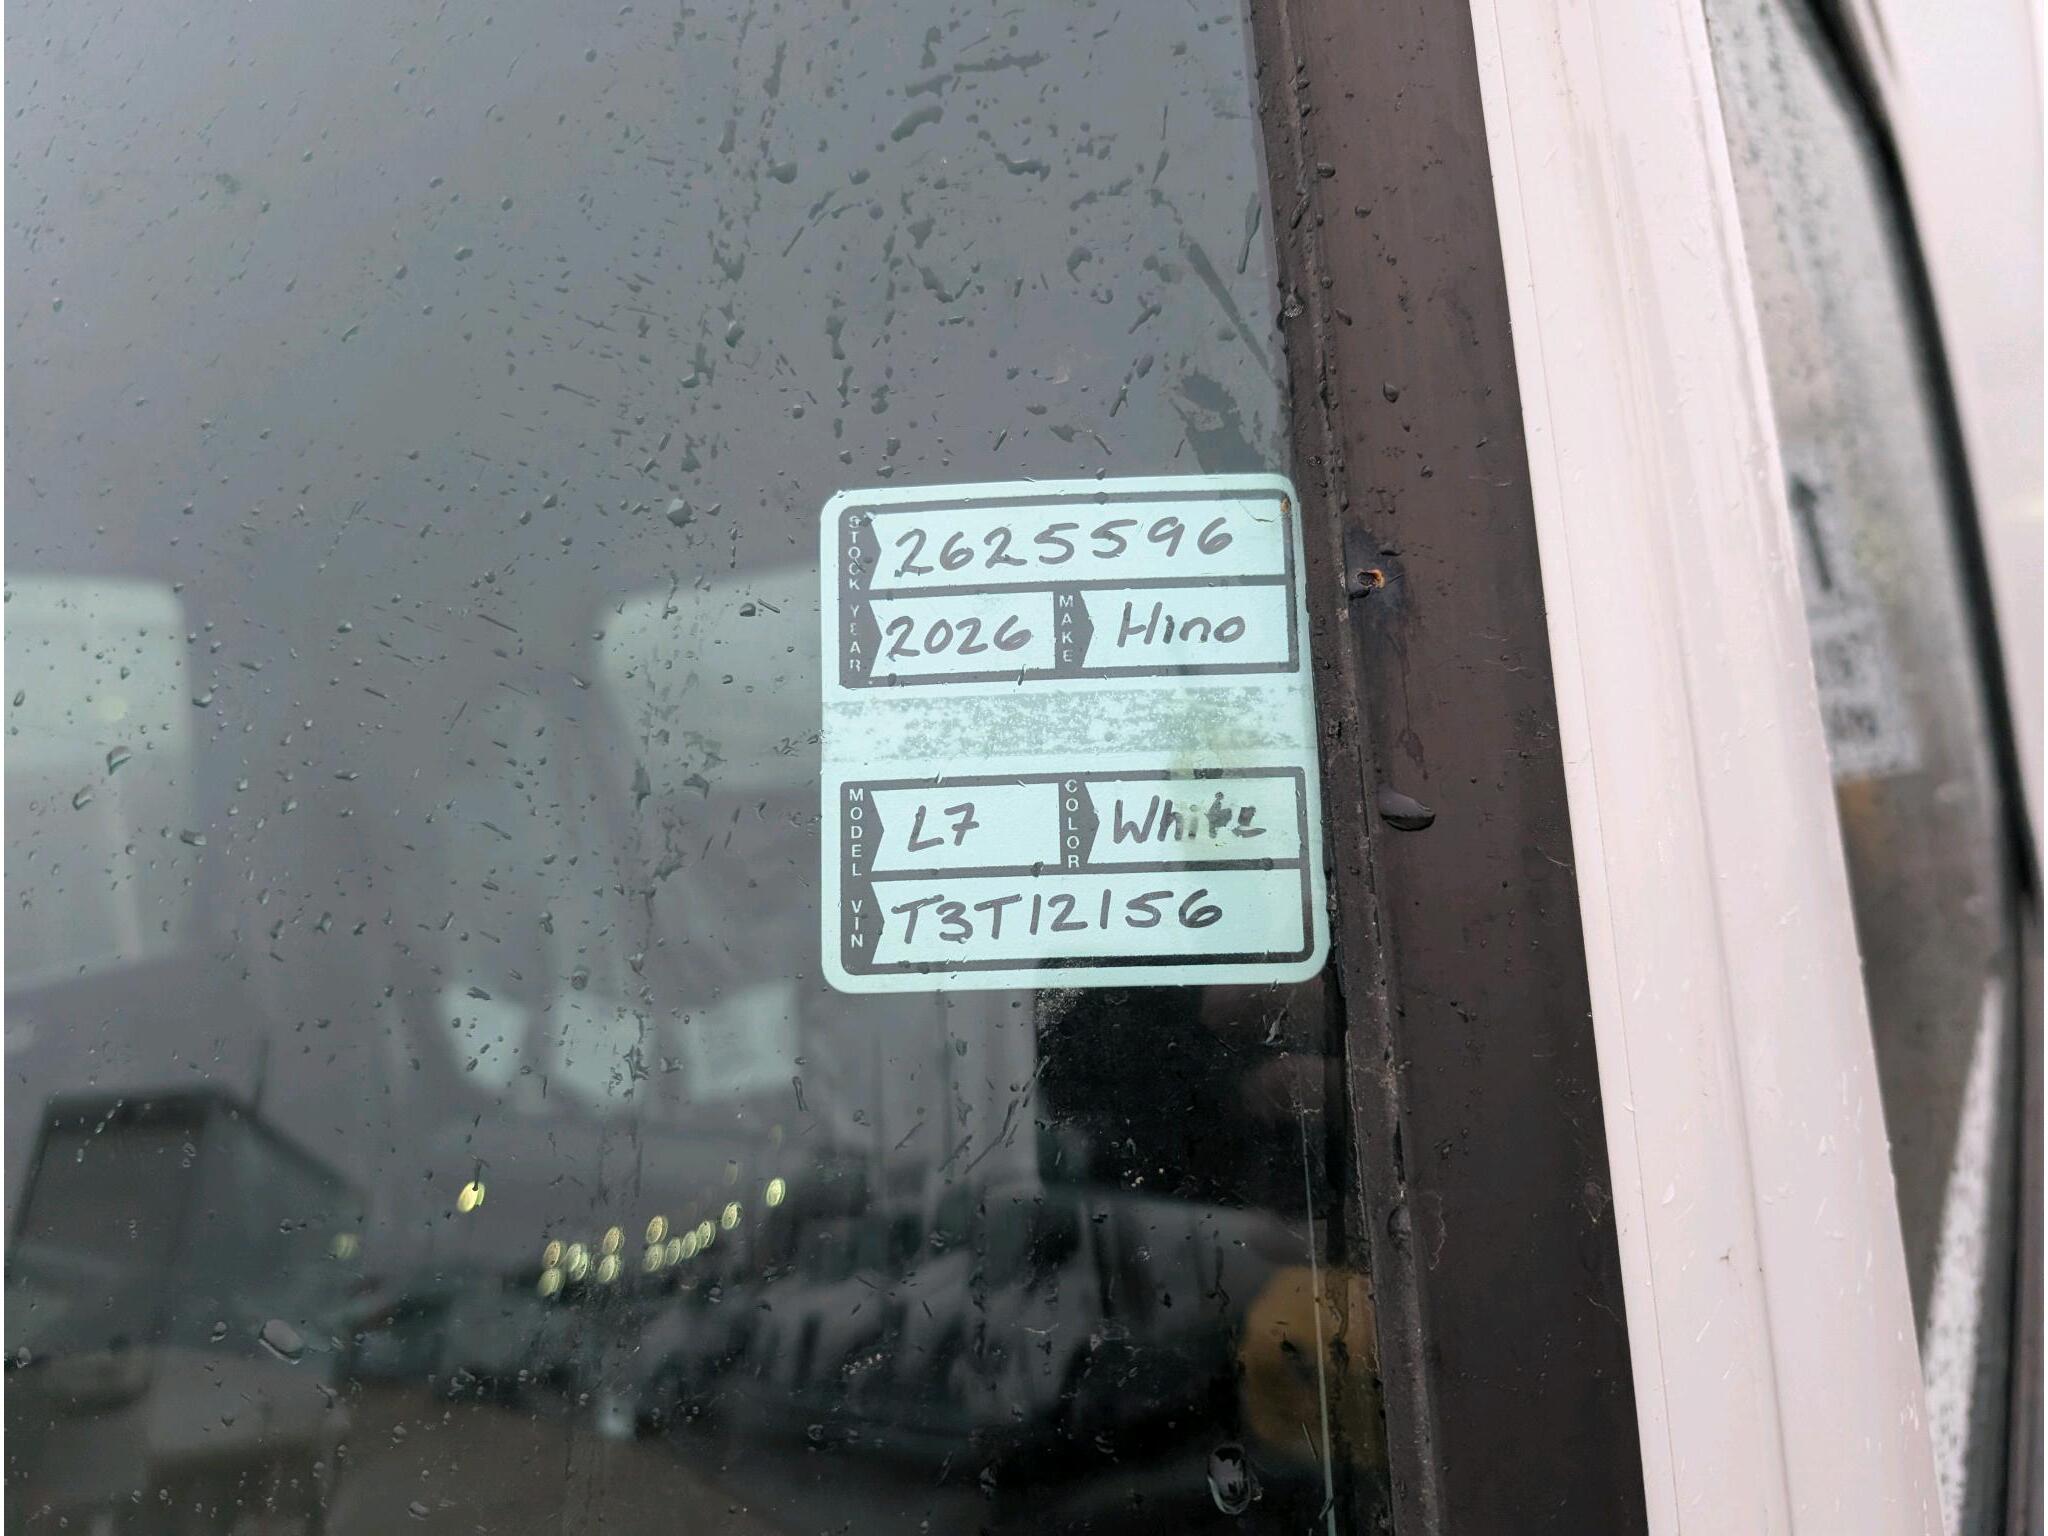 STOCK 2625596
YEAR 2026 MAKE Hino
MODEL L7 COLOR White
VIN T3T12156